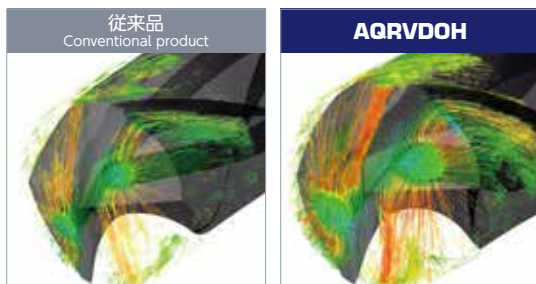 従来品
Conventional product
AQRVDOH